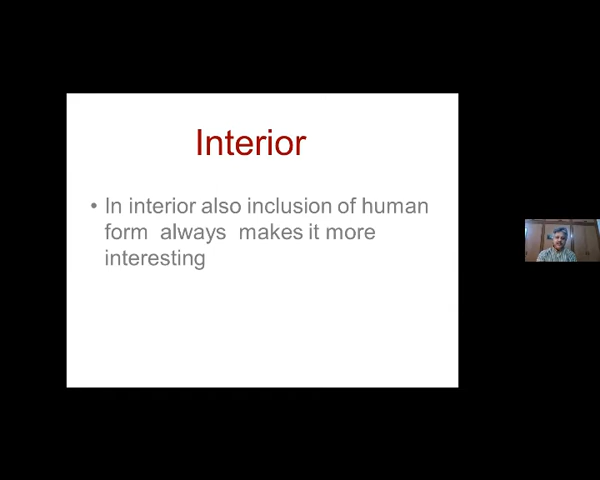 Interior
• In interior also inclusion of human
form always makes it more
interesting